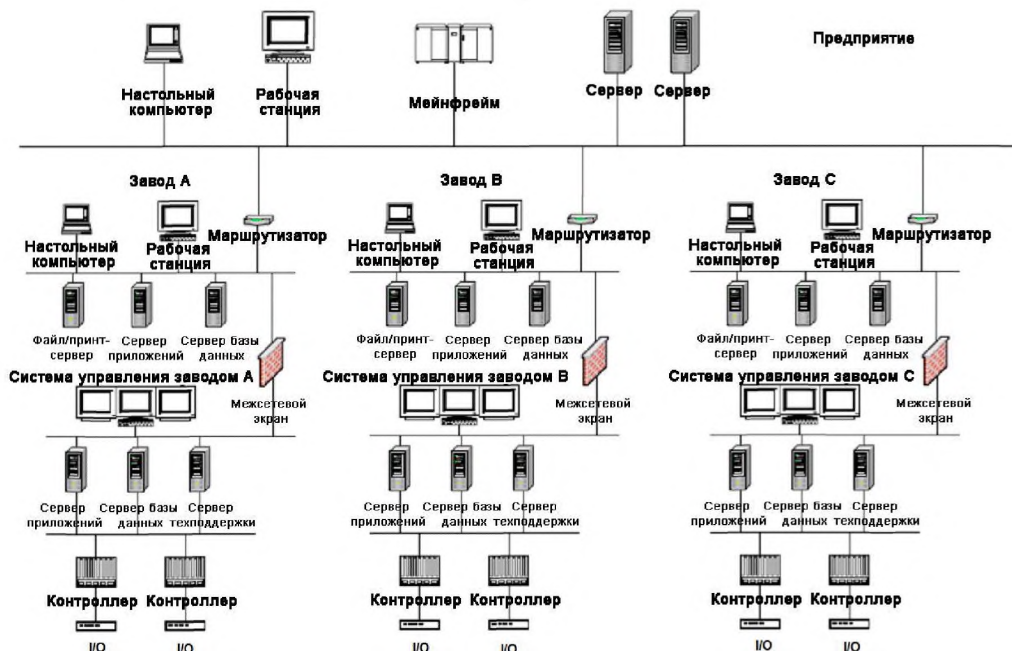 Предприятие
Настольный
компьютер
Рабочая
станция
Мейнфрейм
Сервер
Сервер
Завод А
Настольный
компьютер
Рабочая
станция
Маршрутизатор
Файл/принт-
сервер
Сервер
приложений
Сервер базы
данных
Система управления заводом А
Межсетевой
экран
Сервер
приложений
Сервер базы
данных
Сервер
техподдержки
Контроллер
Контроллер
I/O
I/O
Завод В
Настольный
компьютер
Рабочая
станция
Маршрутизатор
Файл/принт-
сервер
Сервер
приложений
Сервер базы
данных
Система управления заводом В
Межсетевой
экран
Сервер
приложений
Сервер базы
данных
Сервер
техподдержки
Контроллер
Контроллер
I/O
I/O
Завод С
Настольный
компьютер
Рабочая
станция
Маршрутизатор
Файл/принт-
сервер
Сервер
приложений
Сервер базы
данных
Система управления заводом С
Межсетевой
экран
Сервер
приложений
Сервер базы
данных
Сервер
техподдержки
Контроллер
Контроллер
I/O
I/O